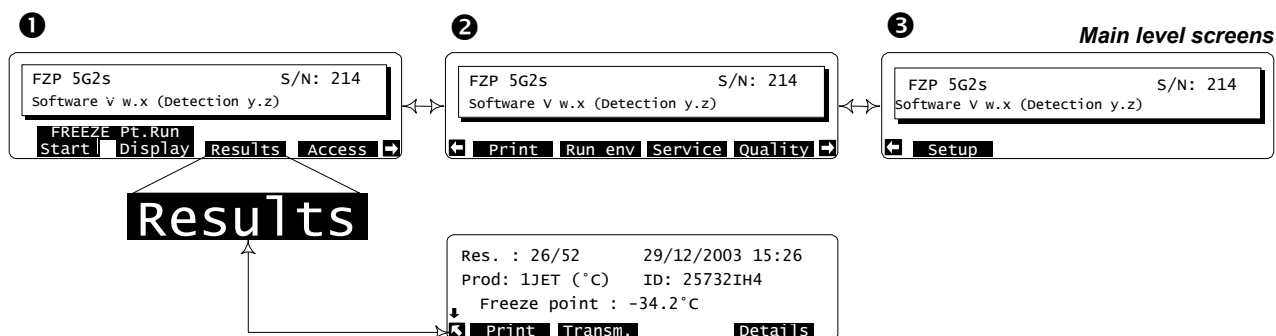 ❶ ❷ ❸ Main level screens
FZP 5G2s S/N: 214
Software V w.x (Detection y.z)
FREEZE Pt.Run
Start Display Results Access
FZP 5G2s S/N: 214
Software V w.x (Detection y.z)
Print Run env Service Quality
FZP 5G2s S/N: 214
Software V w.x (Detection y.z)
Setup
Results
Res. : 26/52 29/12/2003 15:26
Prod: 1JET (°C) ID: 25732IH4
Freeze point : -34.2°C
Print Transm. Details